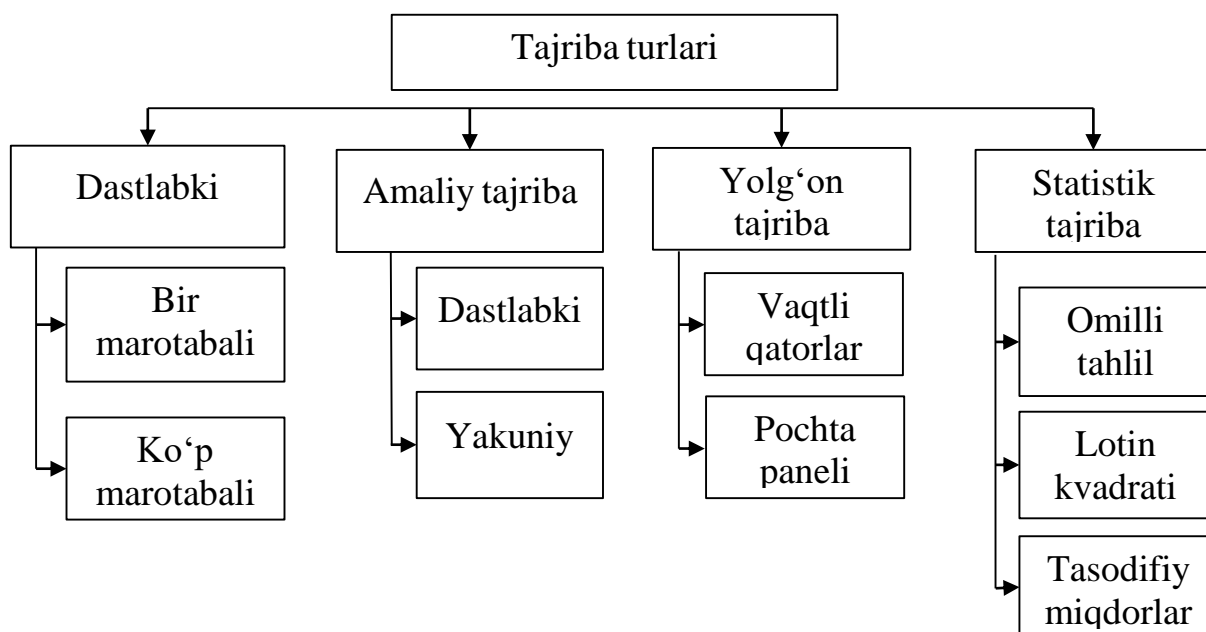 Tajriba turlari
Dastlabki
Bir
marotabali
Ko‘p
marotabali
Amaliy tajriba
Dastlabki
Yakuniy
Yolg‘on
tajriba
Vaqtli
qatorlar
Pochta
paneli
Statistik
tajriba
Omilli
tahlil
Lotin
kvadrati
Tasodifiy
miqdorlar